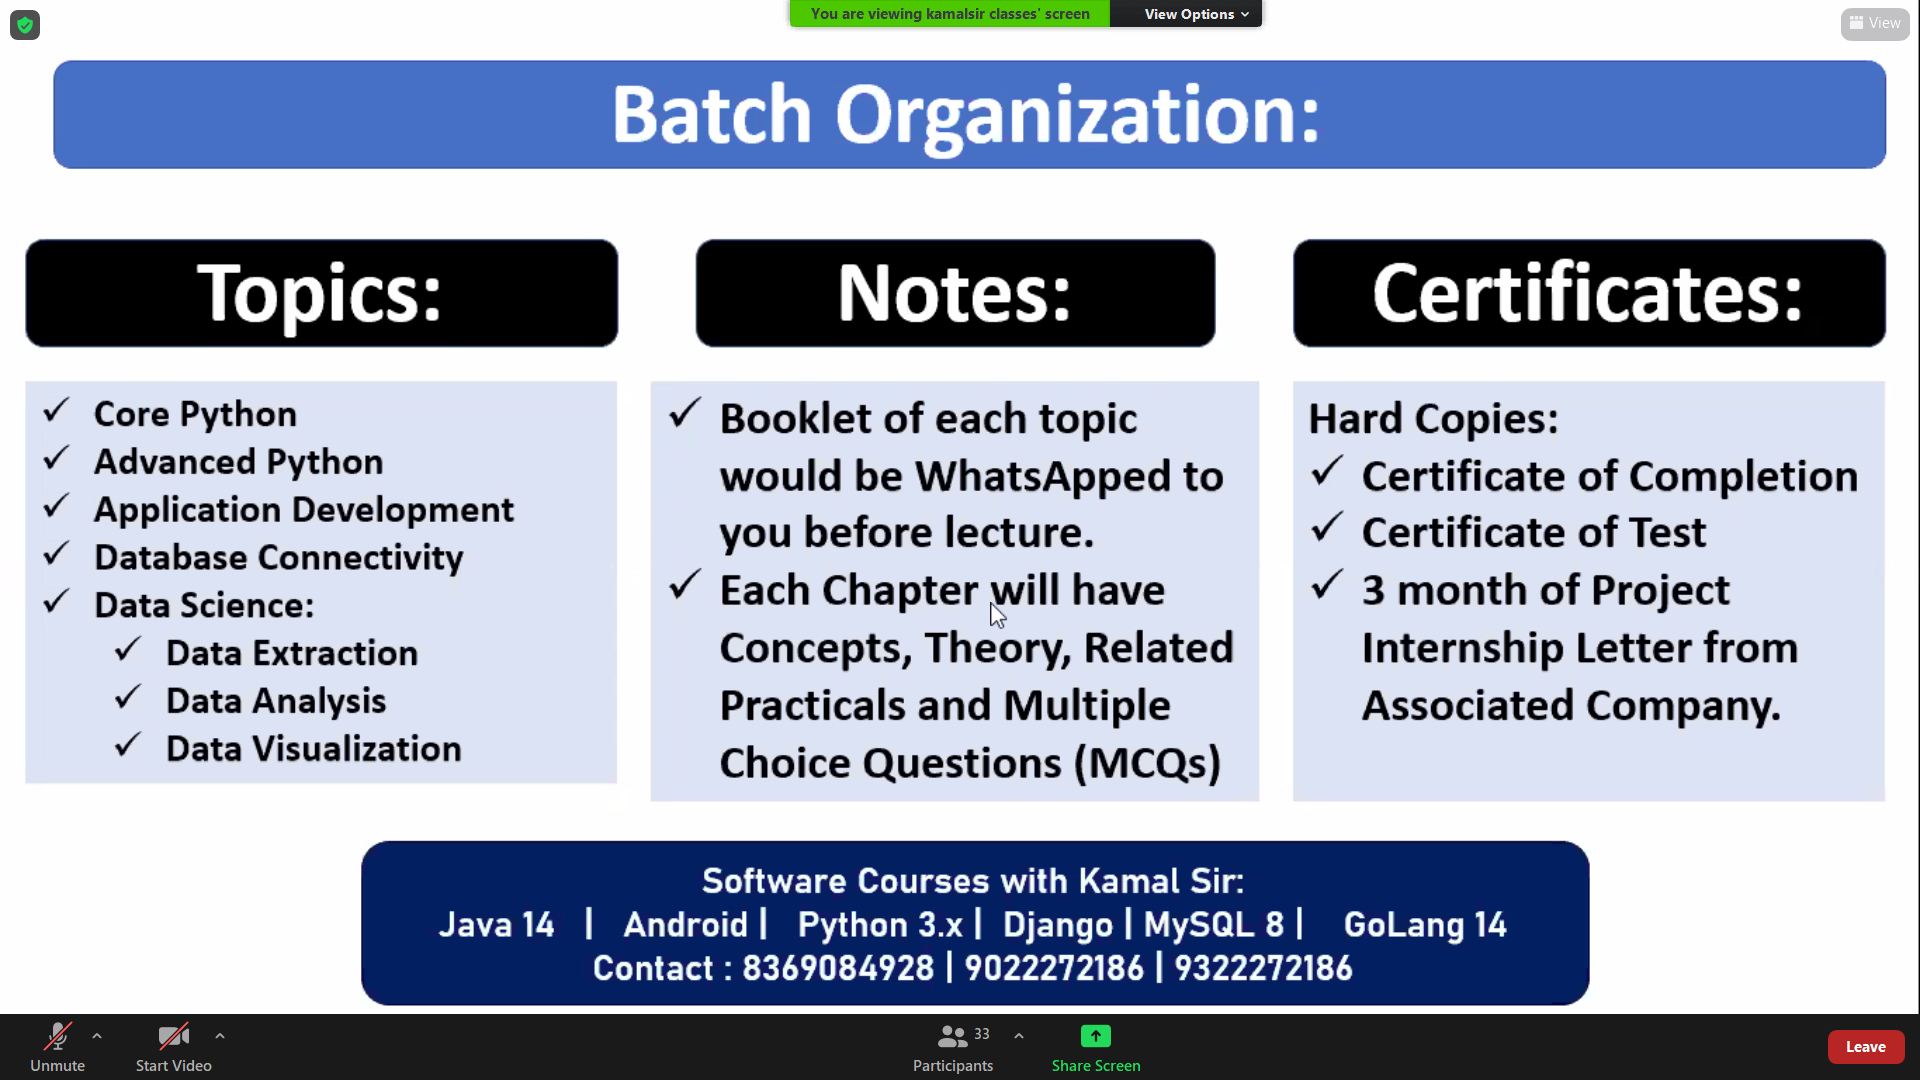 You are viewing kamalsir classes' screen
View Options
View
Batch Organization:
Topics:
Core Python
Advanced Python
Application Development
Database Connectivity
Data Science:
Data Extraction
Data Analysis
Data Visualization
Notes:
Booklet of each topic
would be WhatsApped to
you before lecture.
Each Chapter will have
Concepts, Theory, Related
Practicals and Multiple
Choice Questions (MCQs)
Certificates:
Hard Copies:
Certificate of Completion
Certificate of Test
3 month of Project
Internship Letter from
Associated Company.
Software Courses with Kamal Sir:
Java 14 | Android | Python 3.x | Django | MySQL 8 | GoLang 14
Contact : 8369084928 | 9022272186 | 9322272186
Unmute
Start Video
33
Participants
Share Screen
Leave